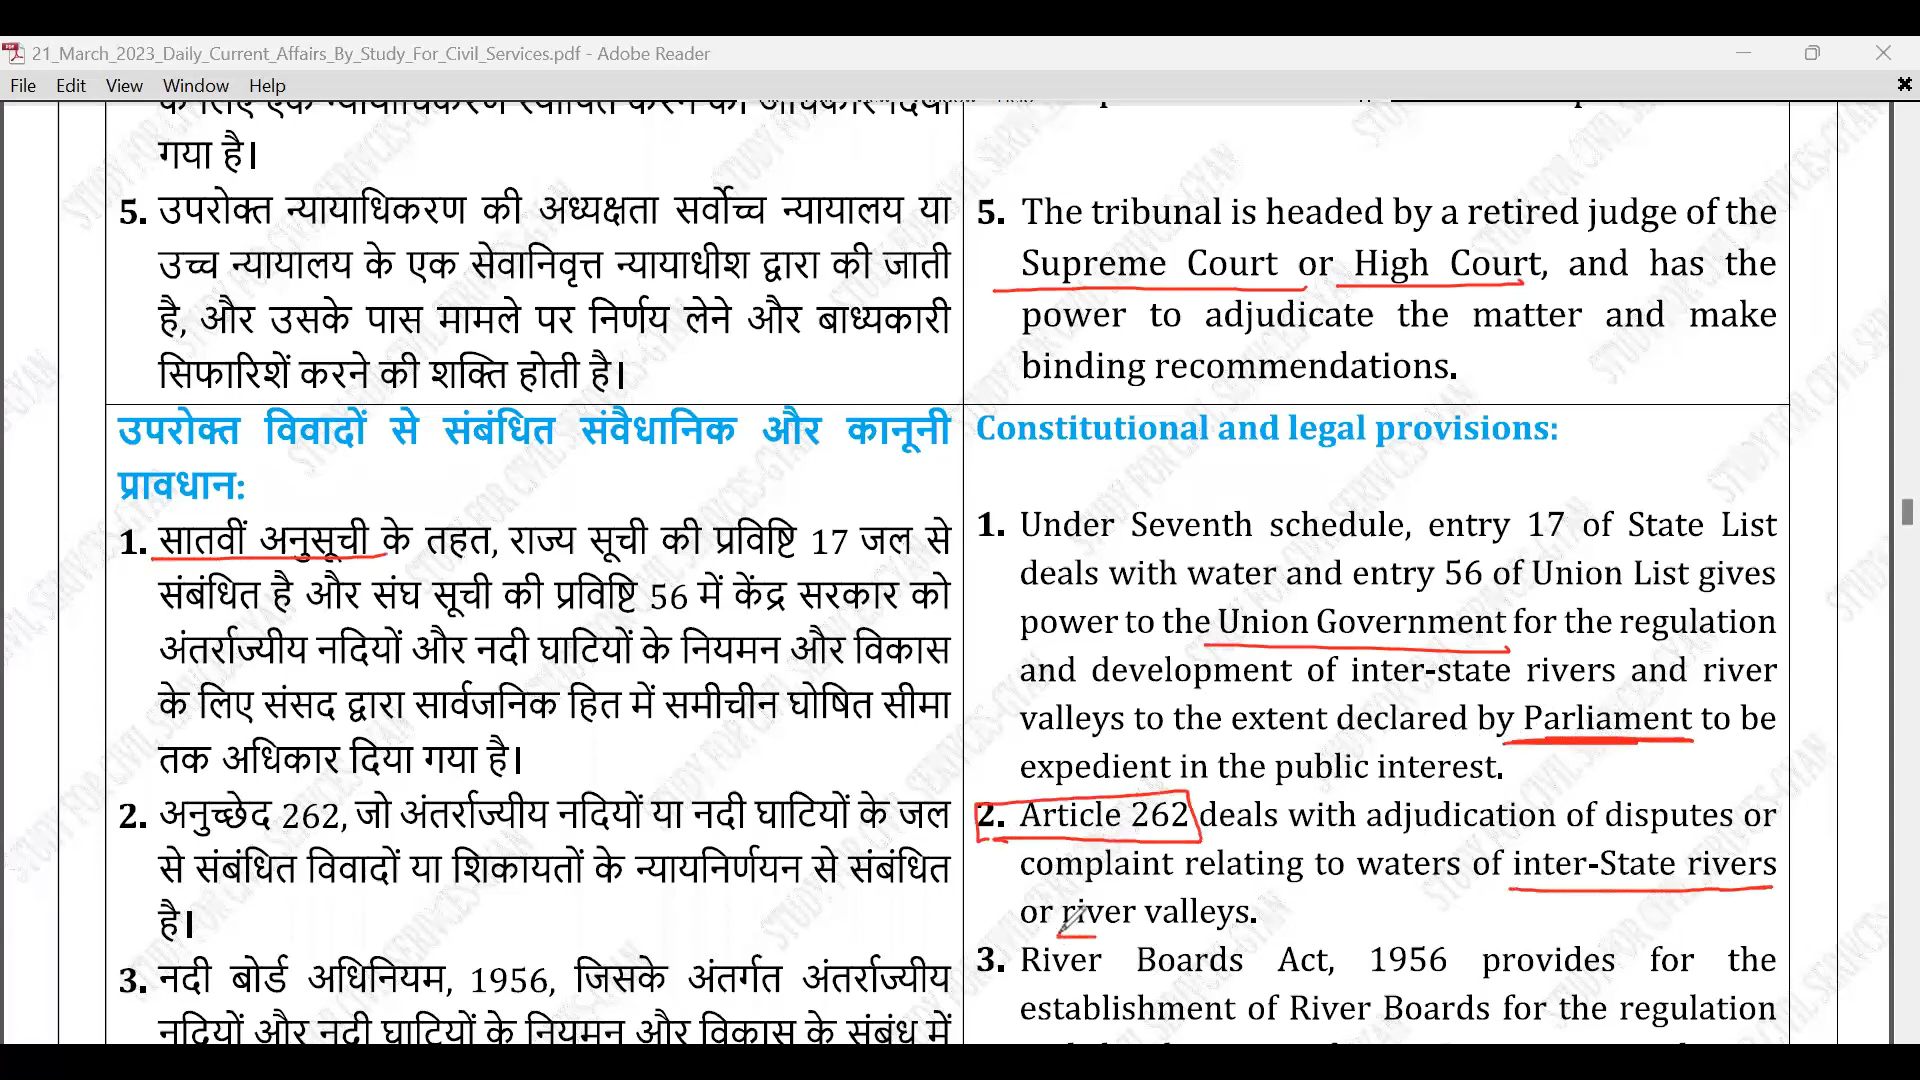 21_March_2023_Daily_Current_Affairs_By_Study_For_Civil_Services.pdf - Adobe Reader
File Edit View Window Help
गया है।
5. उपरोक्त न्यायाधिकरण की अध्यक्षता सर्वोच्च न्यायालय या
उच्च न्यायालय के एक सेवानिवृत्त न्यायाधीश द्वारा की जाती
है, और उसके पास मामले पर निर्णय लेने और बाध्यकारी
सिफारिशें करने की शक्ति होती है।
5. The tribunal is headed by a retired judge of the
Supreme Court or High Court, and has the
power to adjudicate the matter and make
binding recommendations.
उपरोक्त विवादों से संबंधित संवैधानिक और कानूनी
प्रावधान:
1. सातवीं अनुसूची के तहत, राज्य सूची की प्रविष्टि 17 जल से
संबंधित है और संघ सूची की प्रविष्टि 56 में केंद्र सरकार को
अंतर्राज्यीय नदियों और नदी घाटियों के नियमन और विकास
के लिए संसद द्वारा सार्वजनिक हित में समीचीन घोषित सीमा
तक अधिकार दिया गया है।
2. अनुच्छेद 262, जो अंतर्राज्यीय नदियों या नदी घाटियों के जल
से संबंधित विवादों या शिकायतों के न्यायनिर्णयन से संबंधित
है।
3. नदी बोर्ड अधिनियम, 1956, जिसके अंतर्गत अंतर्राज्यीय
नदियों और नदी घाटियों के नियमन और विकास के संबंध में
Constitutional and legal provisions:
1. Under Seventh schedule, entry 17 of State List
deals with water and entry 56 of Union List gives
power to the Union Government for the regulation
and development of inter-state rivers and river
valleys to the extent declared by Parliament to be
expedient in the public interest.
2. Article 262 deals with adjudication of disputes or
complaint relating to waters of inter-State rivers
or river valleys.
3. River Boards Act, 1956 provides for the
establishment of River Boards for the regulation